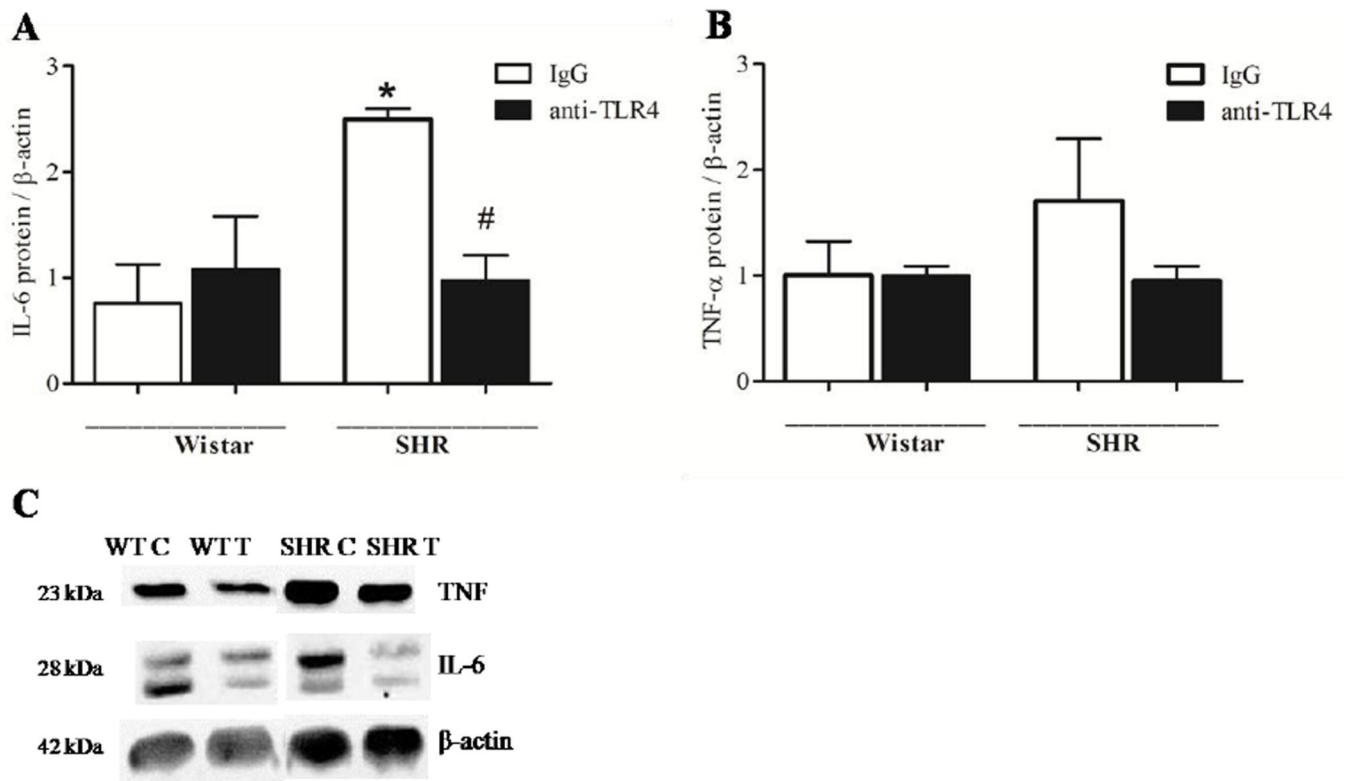 A
3
2
1
0
IL-6 protein / β-actin
IgG
anti-TLR4
*
#
Wistar
SHR
B
3
2
1
0
TNF-α protein / β-actin
IgG
anti-TLR4
Wistar
SHR
C
WT C WT T SHR C SHR T
23 kDa TNF
28 kDa IL-6
42 kDa β-actin